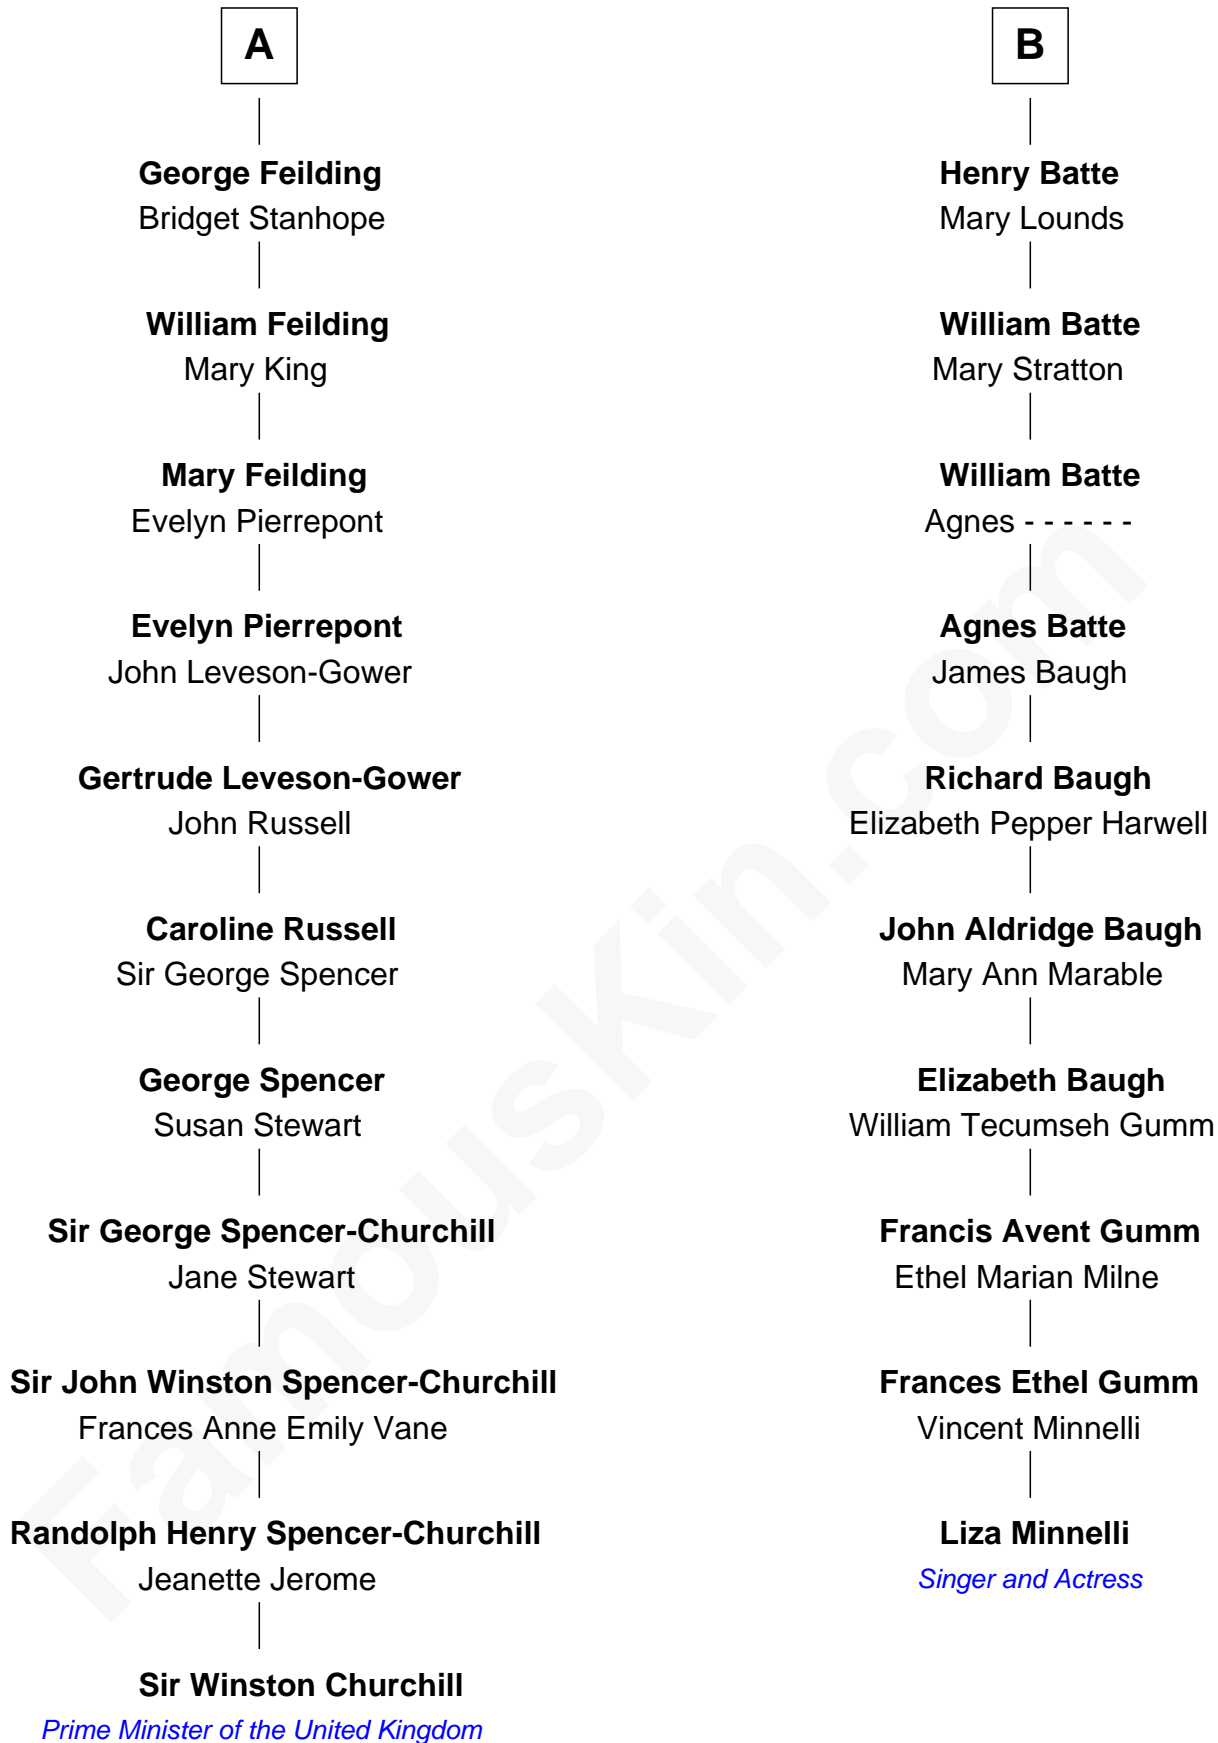 A
George Feilding
Bridget Stanhope
William Feilding
Mary King
Mary Feilding
Evelyn Pierrepont
Evelyn Pierrepont
John Leveson-Gower
Gertrude Leveson-Gower
John Russell
Caroline Russell
Sir George Spencer
George Spencer
Susan Stewart
Sir George Spencer-Churchill
Jane Stewart
Sir John Winston Spencer-Churchill
Frances Anne Emily Vane
Randolph Henry Spencer-Churchill
Jeanette Jerome
Sir Winston Churchill
Prime Minister of the United Kingdom
B
Henry Batte
Mary Lounds
William Batte
Mary Stratton
William Batte
Agnes - - - - - -
Agnes Batte
James Baugh
Richard Baugh
Elizabeth Pepper Harwell
John Aldridge Baugh
Mary Ann Marable
Elizabeth Baugh
William Tecumseh Gumm
Francis Avent Gumm
Ethel Marian Milne
Frances Ethel Gumm
Vincent Minnelli
Liza Minnelli
Singer and Actress
FamousKin.com